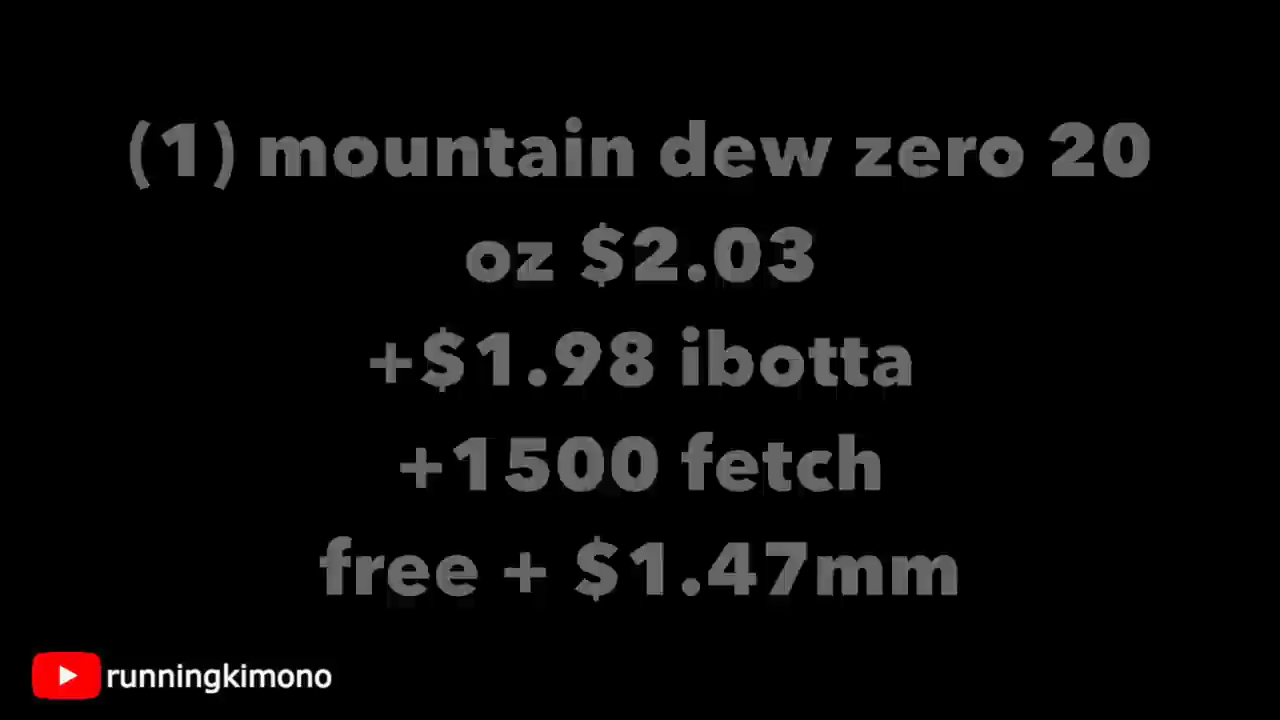 (1) mountain dew zero 20
oz $2.03
+$1.98 ibotta
+1500 fetch
free + $1.47mm
runningkimono